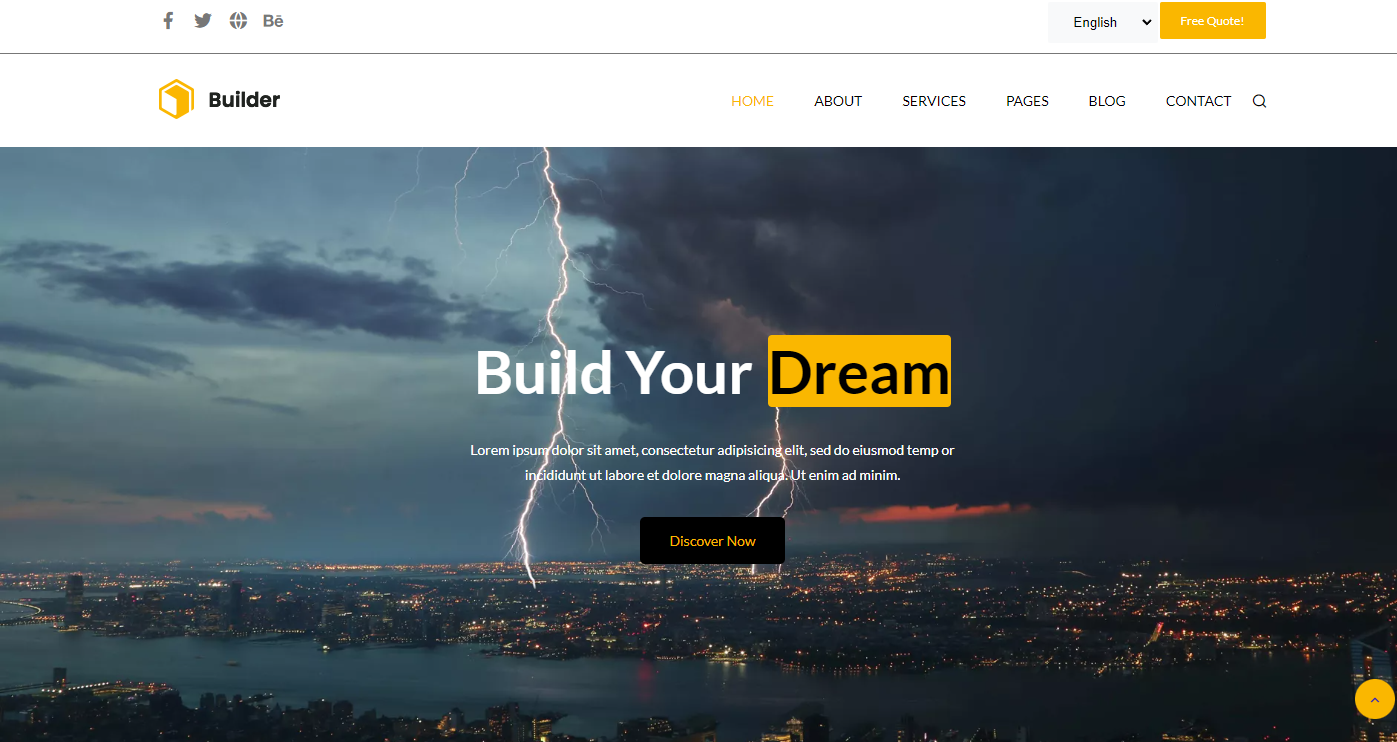 Bē
English
Free Quote!
Builder
HOME ABOUT SERVICES PAGES BLOG CONTACT
Build Your Dream
Lorem ipsum dolor sit amet, consectetur adipisicing elit, sed do eiusmod temp or
incididunt ut labore et dolore magna aliqua. Ut enim ad minim.
Discover Now